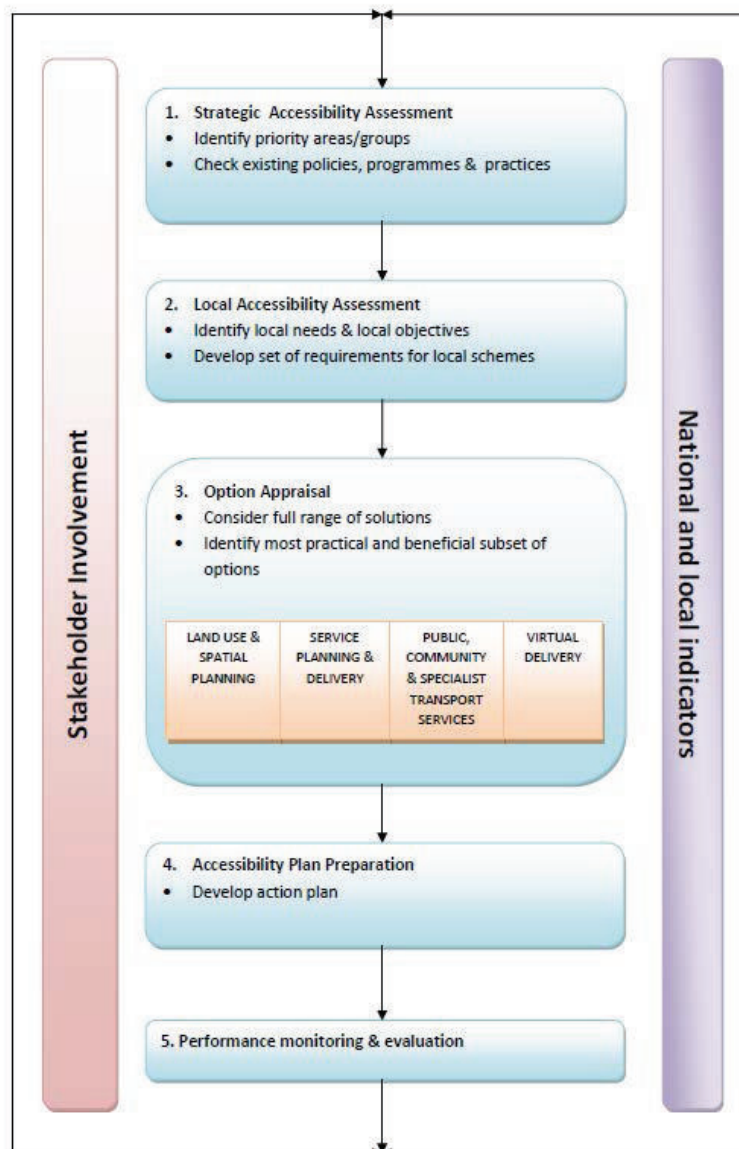 Stakeholder Involvement
1. Strategic Accessibility Assessment
• Identify priority areas/groups
• Check existing policies, programmes & practices
2. Local Accessibility Assessment
• Identify local needs & local objectives
• Develop set of requirements for local schemes
3. Option Appraisal
• Consider full range of solutions
• Identify most practical and beneficial subset of
options
LAND USE &
SPATIAL
PLANNING
SERVICE
PLANNING &
DELIVERY
PUBLIC,
COMMUNITY
& SPECIALIST
TRANSPORT
SERVICES
VIRTUAL
DELIVERY
4. Accessibility Plan Preparation
• Develop action plan
5. Performance monitoring & evaluation
National and local indicators